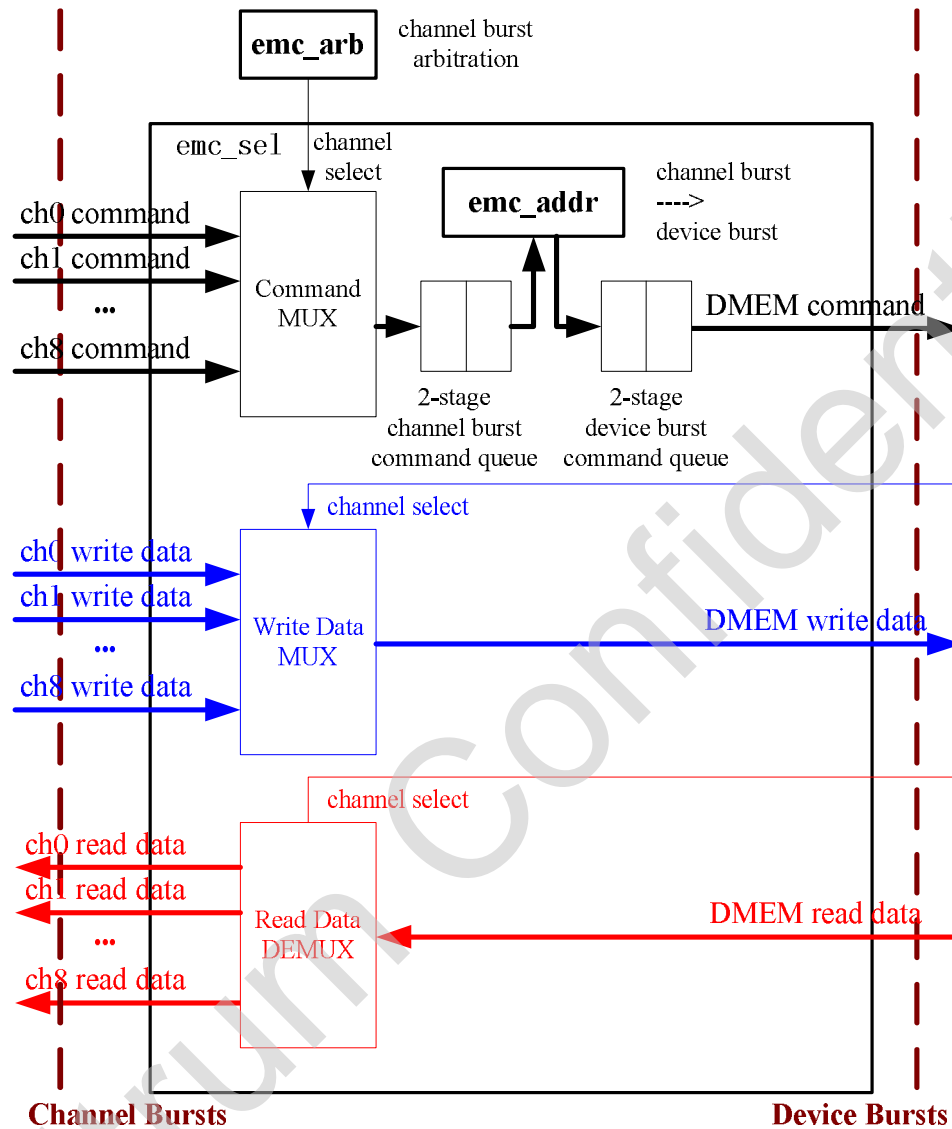 emc_arb
channel burst
arbitration
emc_sel
channel
select
emc_addr
channel burst
---->
device burst
ch0 command
ch1 command
...
ch8 command
Command
MUX
DMEM command
2-stage
channel burst
command queue
2-stage
device burst
command queue
channel select
ch0 write data
ch1 write data
...
ch8 write data
Write Data
MUX
DMEM write data
channel select
ch0 read data
ch1 read data
...
ch8 read data
Read Data
DEMUX
DMEM read data
Channel Bursts
Device Bursts